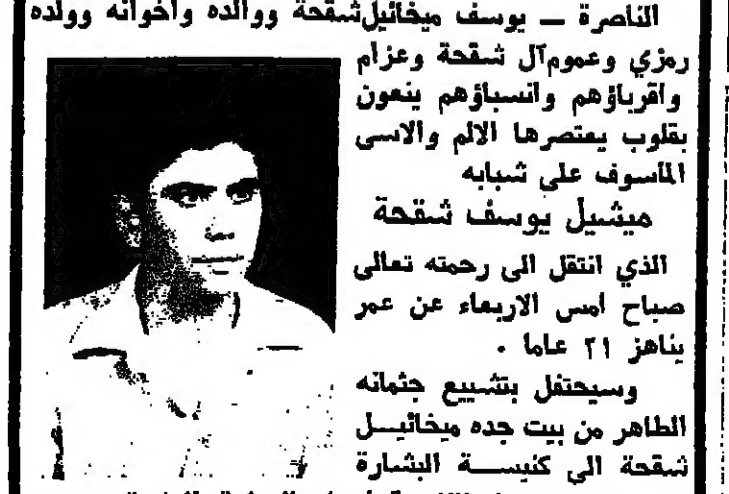 الناصرة — يوسف ميخائيل شقحة ووالده واخوانه وولده
رمزي وعموم آل شقحة وعزام
واقرباؤهم وانسباؤهم ينعون
بقلوب يعتصرها الالم والاسى
المأسوف على شبابه
ميشيل يوسف شقحة
الذي انتقل الى رحمته تعالى
صباح امس الاربعاء عن عمر
يناهز ٢١ عاما .
وسيحتفل بتشييع جثمانه
الطاهر من بيت جده ميخائيـل
شقحة الى كنيســة البشارة